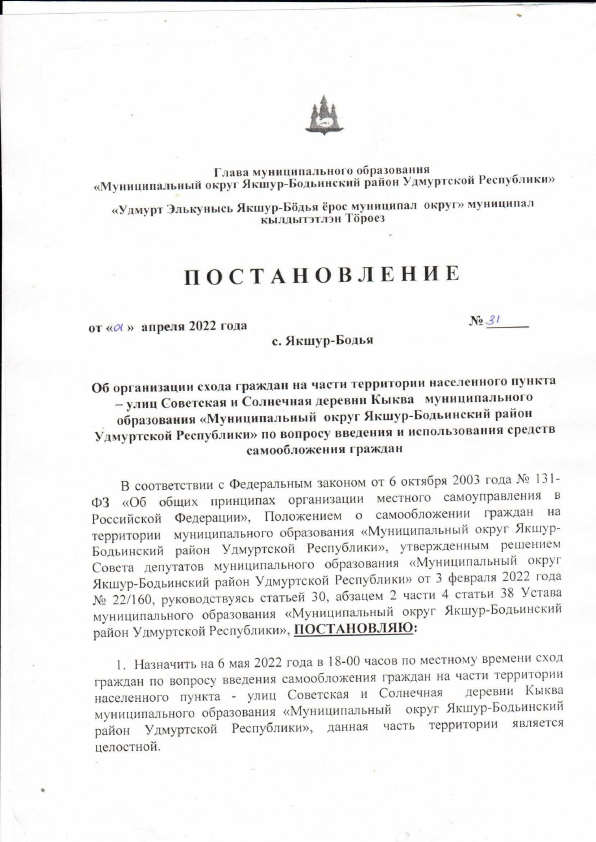 Глава муниципального образования
«Муниципальный округ Якшур-Бодьинский район Удмуртской Республики»
«Удмурт Элькунысь Якшур-Бӧдья ёрос муниципал округ» муниципал
кылдытэтлэн Тӧроез
ПОСТАНОВЛЕНИЕ
от «01» апреля 2022 года № 31
с. Якшур-Бодья
Об организации схода граждан на части территории населенного пункта
– улиц Советская и Солнечная деревни Кыква муниципального
образования «Муниципальный округ Якшур-Бодьинский район
Удмуртской Республики» по вопросу введения и использования средств
самообложения граждан
В соответствии с Федеральным законом от 6 октября 2003 года № 131-
ФЗ «Об общих принципах организации местного самоуправления в
Российской Федерации», Положением о самообложении граждан на
территории муниципального образования «Муниципальный округ Якшур-
Бодьинский район Удмуртской Республики», утвержденным решением
Совета депутатов муниципального образования «Муниципальный округ
Якшур-Бодьинский район Удмуртской Республики» от 3 февраля 2022 года
№ 22/160, руководствуясь статьей 30, абзацем 2 части 4 статьи 38 Устава
муниципального образования «Муниципальный округ Якшур-Бодьинский
район Удмуртской Республики», ПОСТАНОВЛЯЮ:
1. Назначить на 6 мая 2022 года в 18-00 часов по местному времени сход
граждан по вопросу введения самообложения граждан на части территории
населенного пункта - улиц Советская и Солнечная деревни Кыква
муниципального образования «Муниципальный округ Якшур-Бодьинский
район Удмуртской Республики», данная часть территории является
целостной.